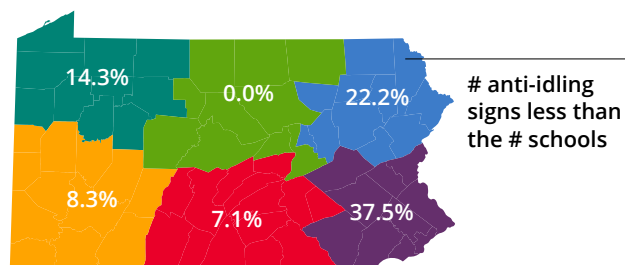 14.3%
0.0%
22.2%
# anti-idling
signs less than
the # schools
8.3%
7.1%
37.5%